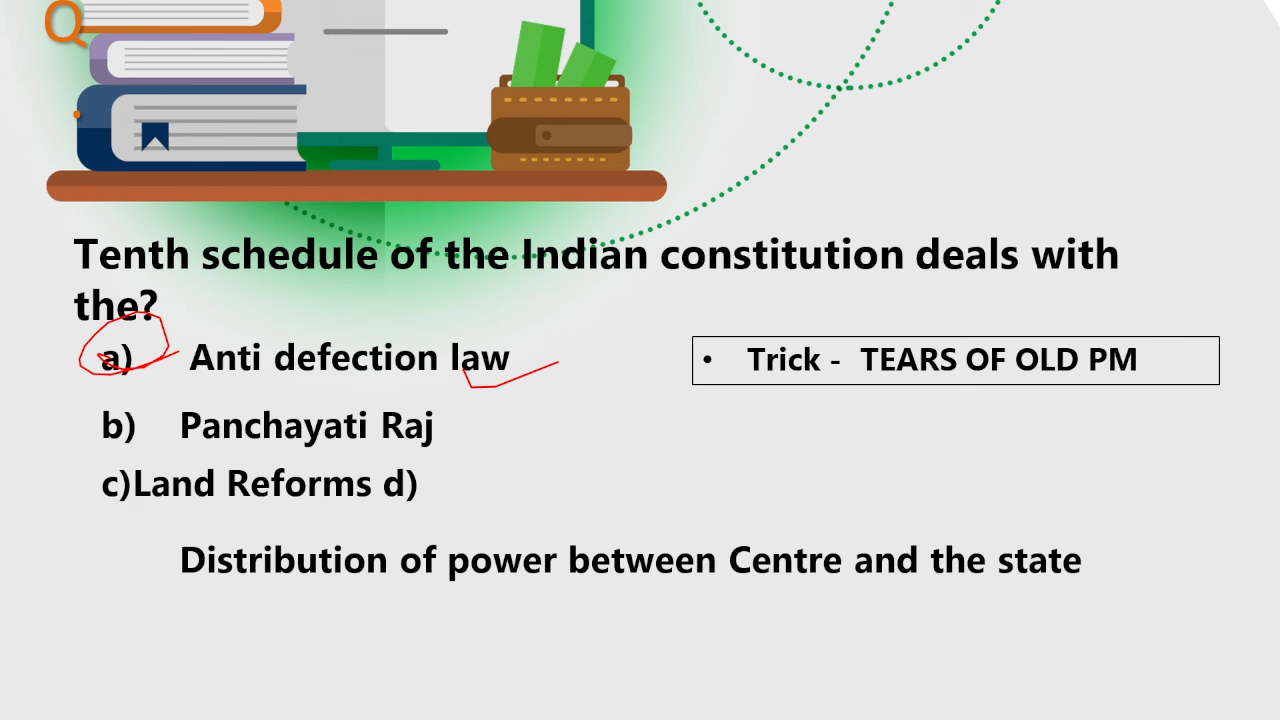 Q
Tenth schedule of the Indian constitution deals with
the?
a) Anti defection law
• Trick - TEARS OF OLD PM
b) Panchayati Raj
c)Land Reforms d)
Distribution of power between Centre and the state